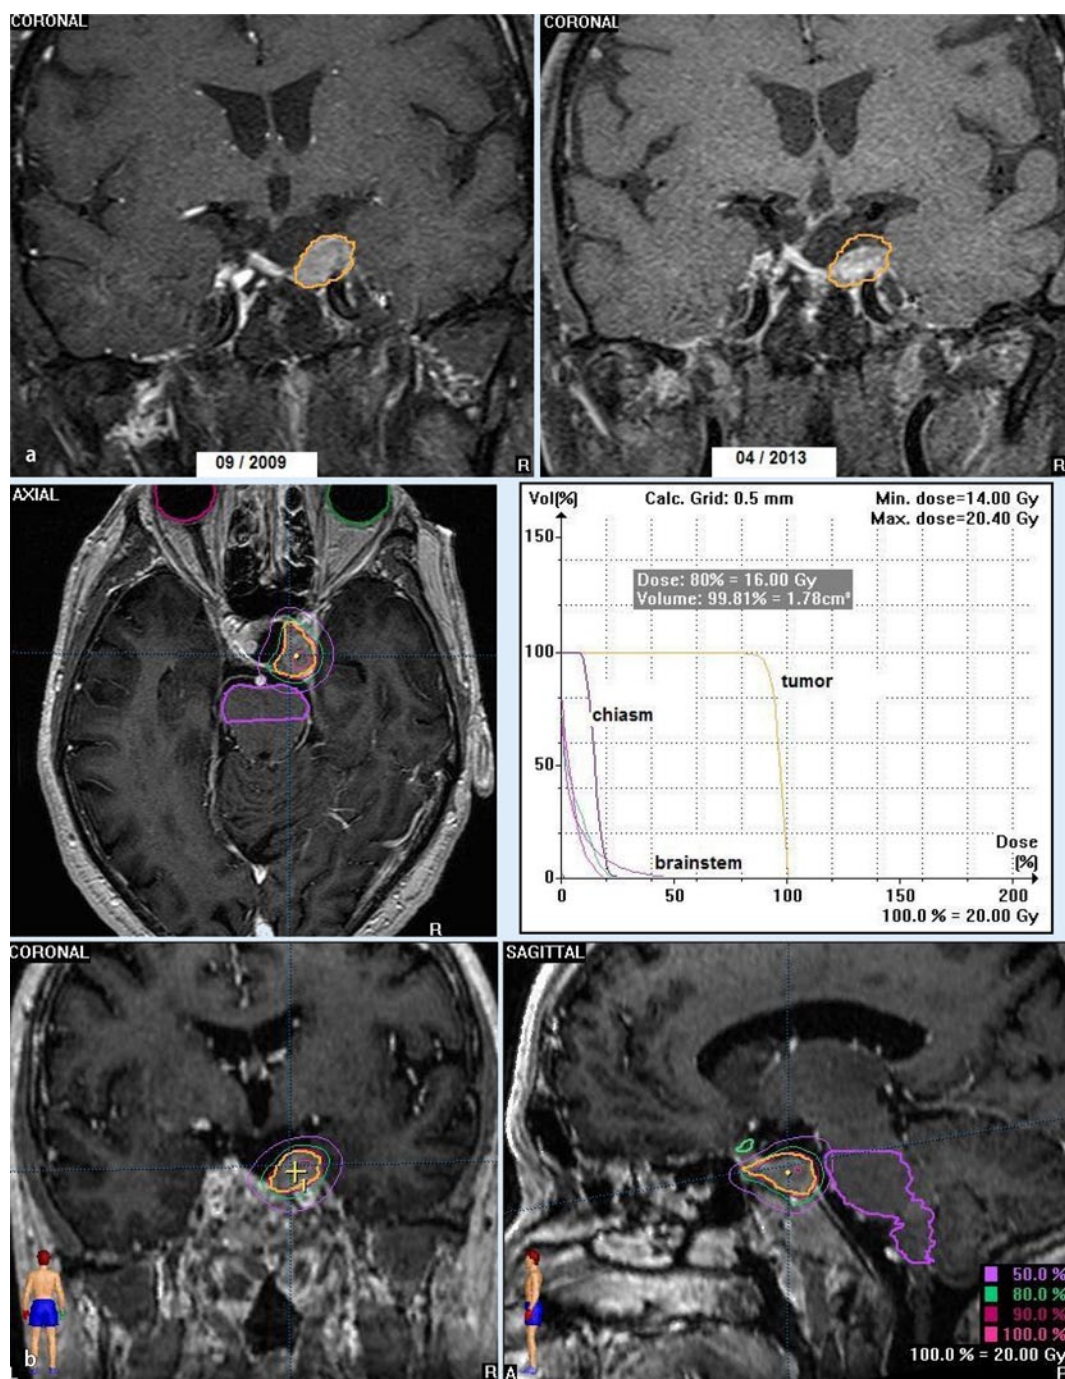 CORONAL
CORONAL
a
09 / 2009
R
04 / 2013
R
AXIAL
R
Vol(%)
Calc. Grid: 0.5 mm
Min. dose=14.00 Gy
Max. dose=20.40 Gy
150
Dose: 80% = 16.00 Gy
Volume: 99.81% = 1.78cm³
100
tumor
chiasm
50
brainstem
Dose
(%)
0
0
50
100
150
200
100.0 % = 20.00 Gy
CORONAL
1
b
R
SAGITTAL
50.0 %
80.0 %
90.0 %
100.0 %
100.0 % = 20.00 Gy
A